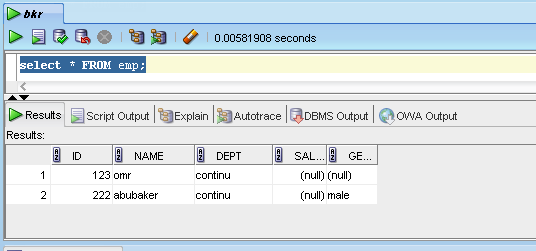 bkr
0.00581908 seconds
select * FROM emp;
Results Script Output Explain Autotrace DBMS Output OWA Output
Results:
ID NAME DEPT SAL... GE...
1 123 omr continu (null) (null)
2 222 abubaker continu (null) male